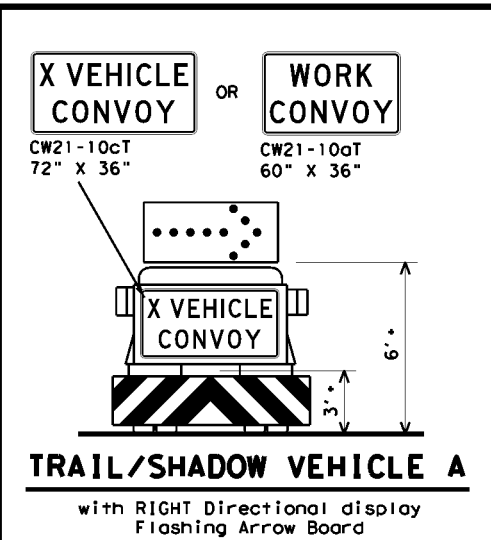 X VEHICLE
CONVOY
OR
WORK
CONVOY
CW21-10cT
72" X 36"
CW21-10aT
60" X 36"
X VEHICLE
CONVOY
6' +
3' +
TRAIL/SHADOW VEHICLE A
with RIGHT Directional display
Flashing Arrow Board